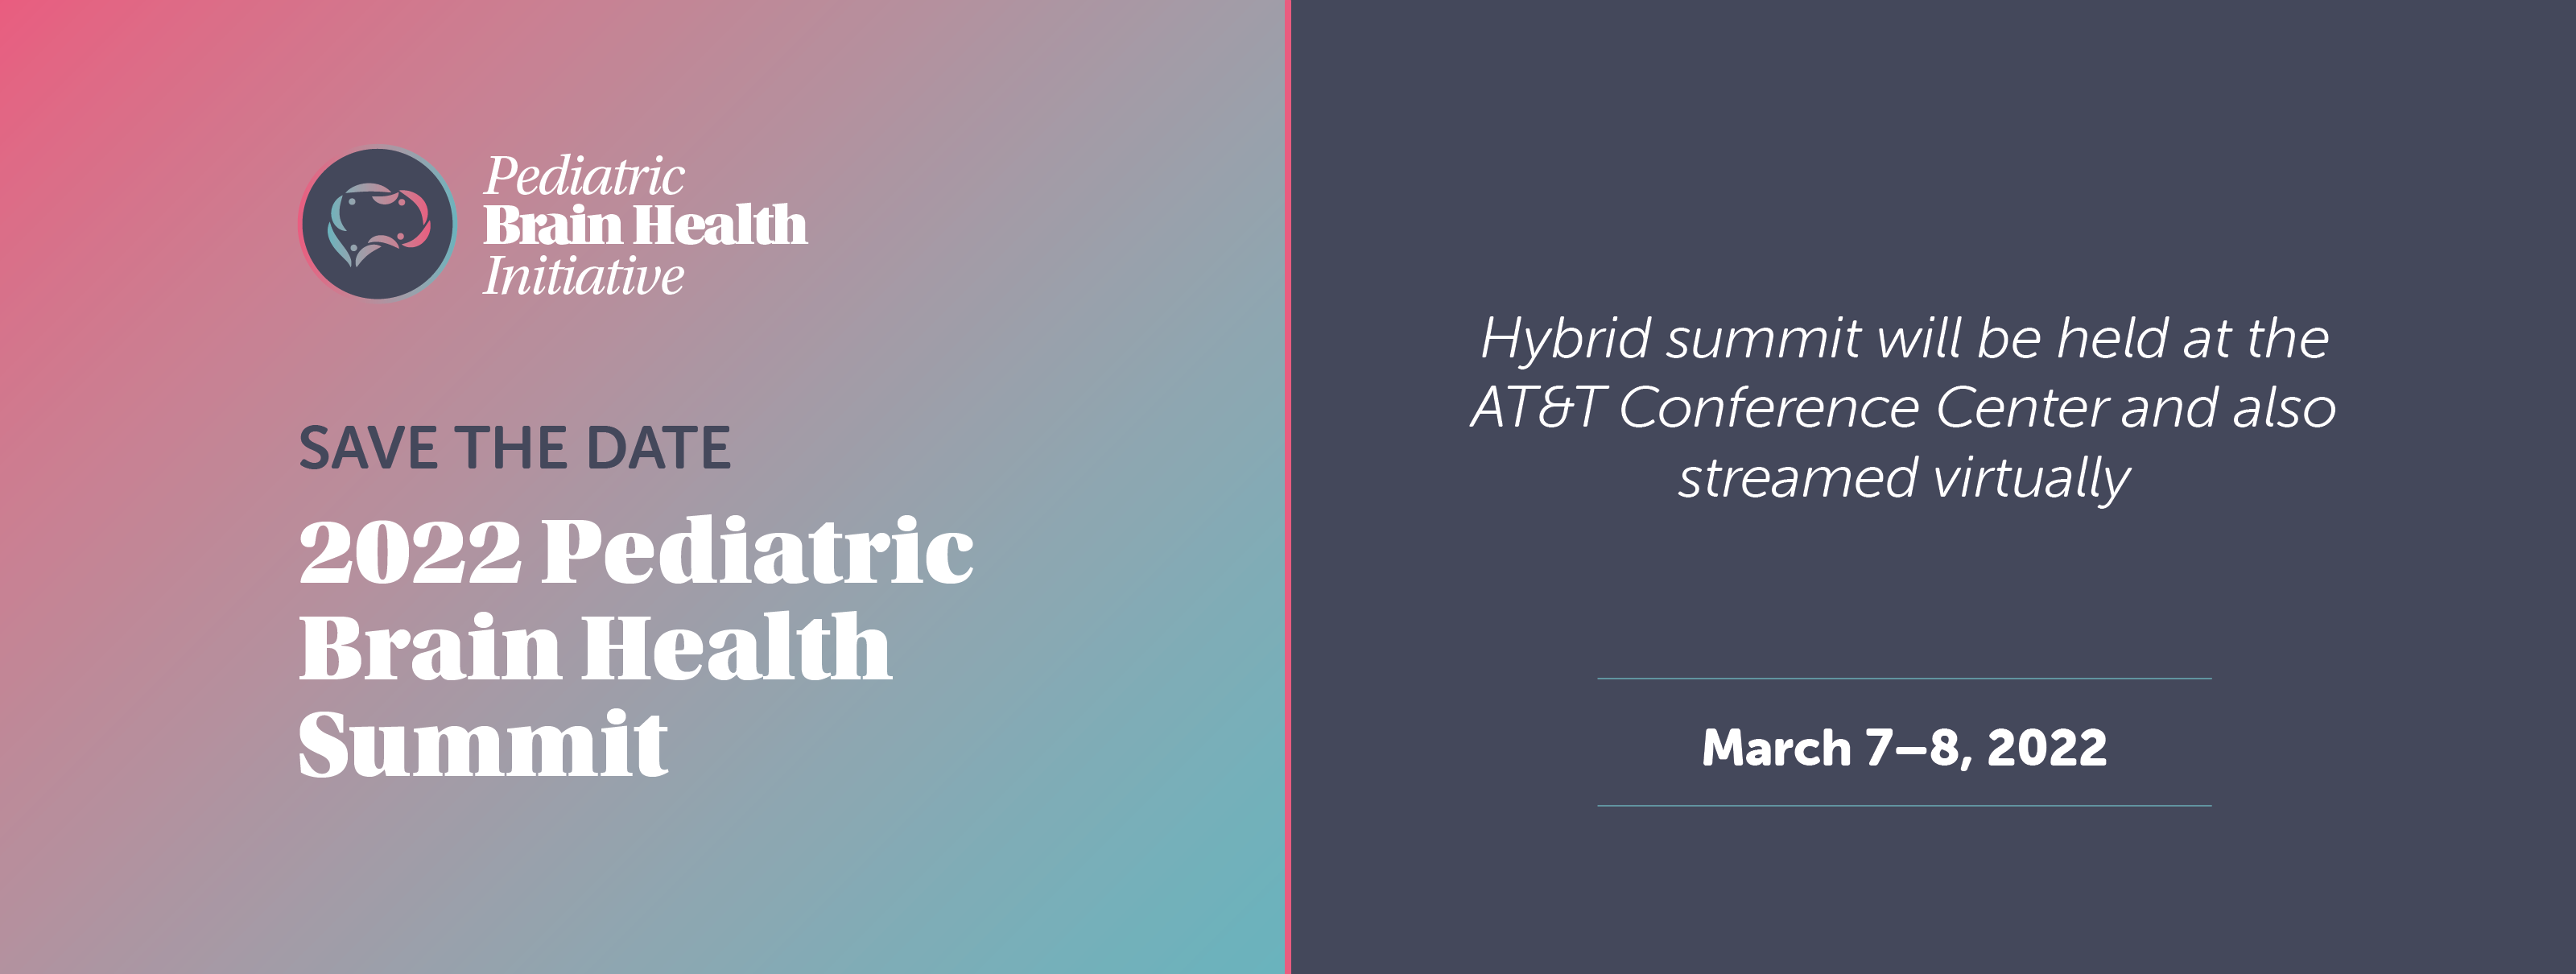 Pediatric
Brain Health
Initiative
SAVE THE DATE
2022 Pediatric
Brain Health
Summit
Hybrid summit will be held at the
AT&T Conference Center and also
streamed virtually
March 7–8, 2022